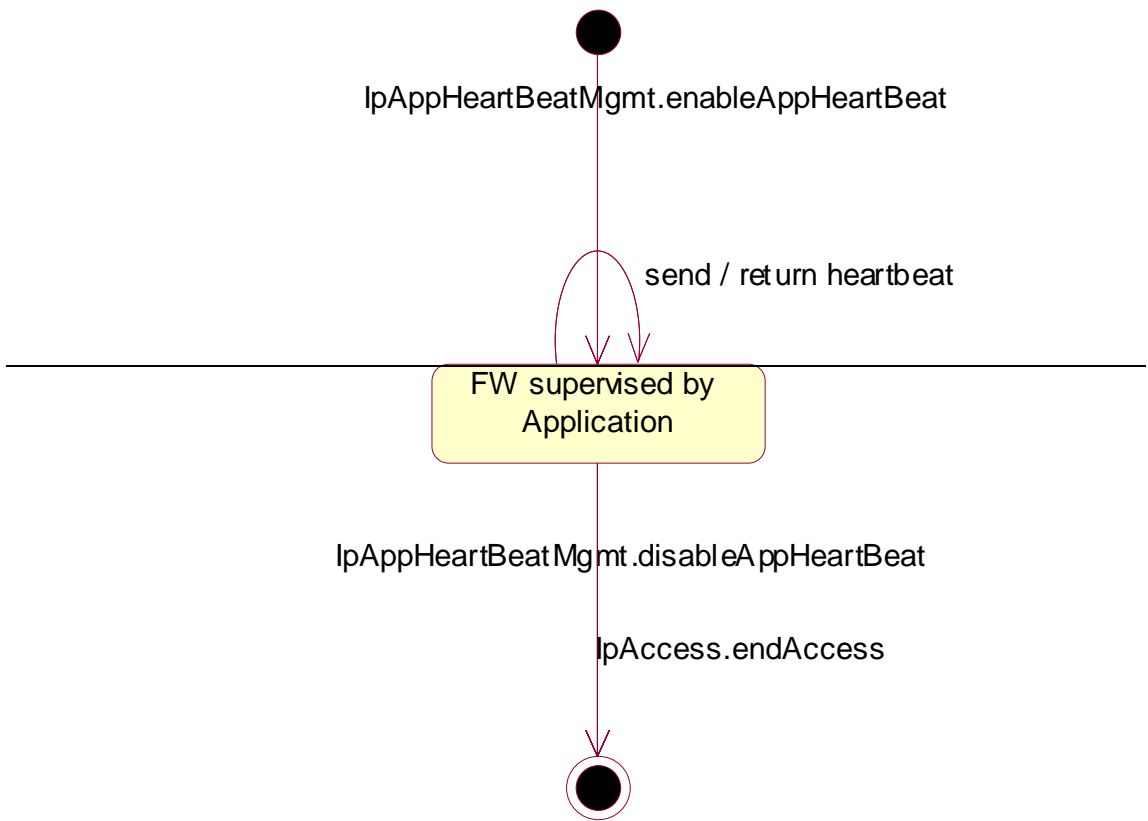 IpAppHeartBeatMgmt.enableAppHeartBeat
send / return heartbeat
FW supervised by
Application
IpAppHeartBeatMgmt.disableAppHeartBeat
IpAccess.endAccess